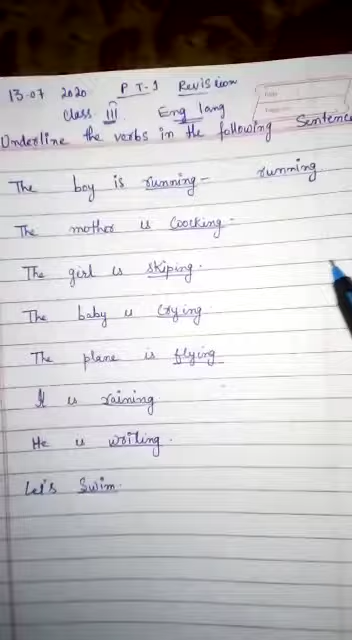 13-07 2020 PT-1 Revision
Class III Eng lang
Underline the verbs in the following Sentence
The boy is running - running
The mother is Coocking -
The girl is skiping.
The baby is Crying.
The plane is flying
It is raining
He is writing.
Let's Swim.